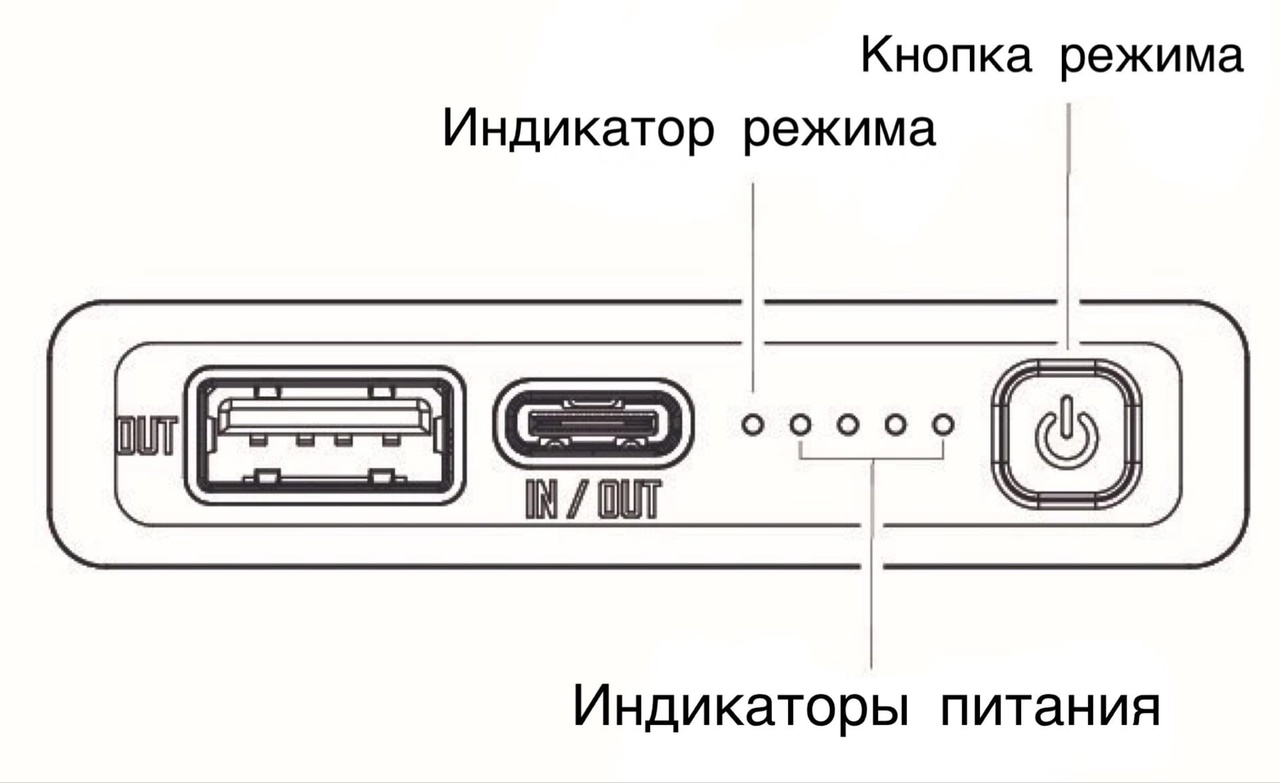 Кнопка режима
Индикатор режима
OUT
IN / OUT
Индикаторы питания